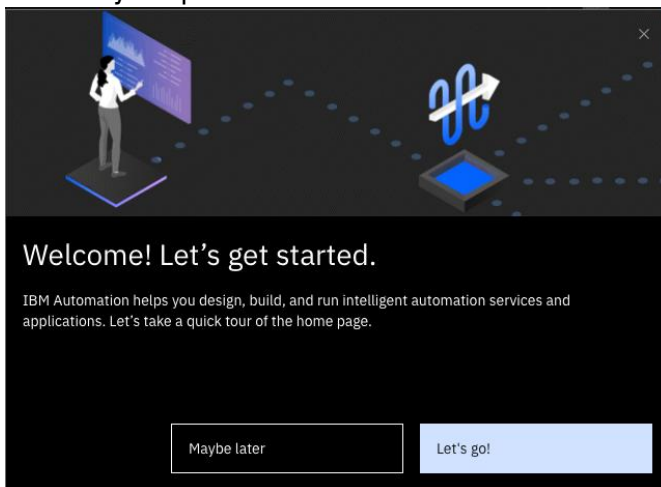 Welcome! Let's get started.
IBM Automation helps you design, build, and run intelligent automation services and
applications. Let's take a quick tour of the home page.
Maybe later
Let's go!